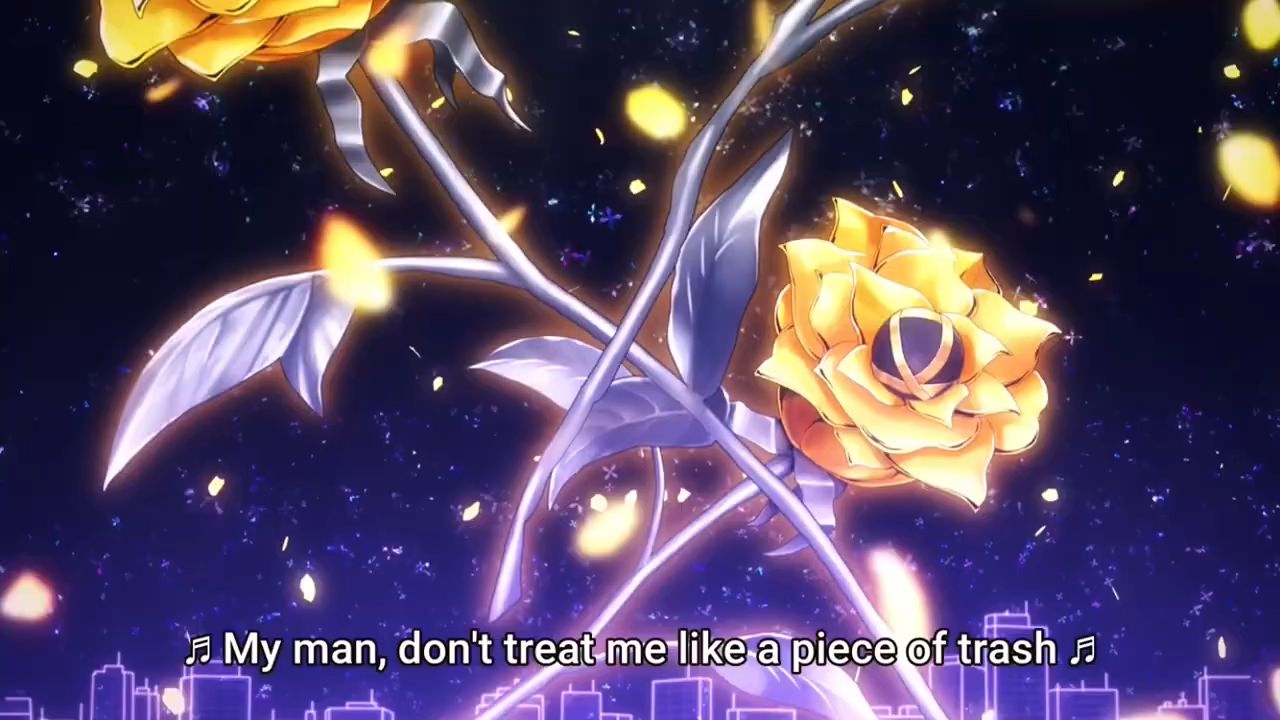 ♬ My man, don't treat me like a piece of trash ♬